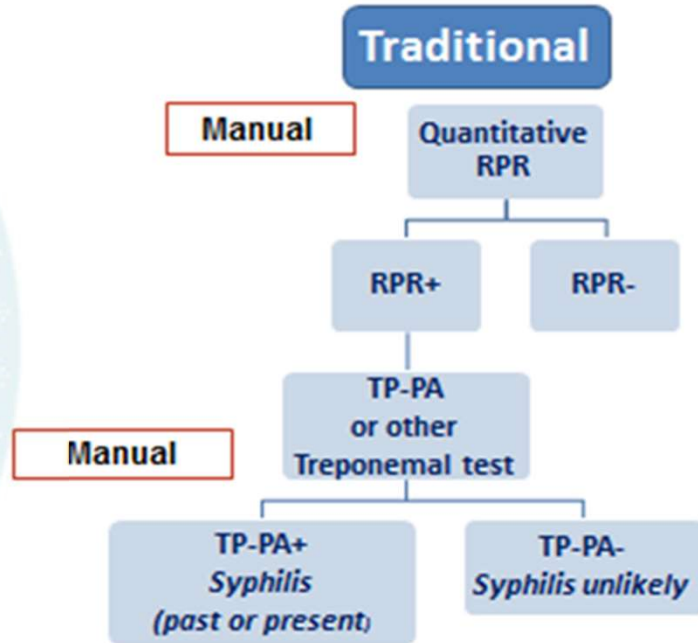 Traditional
Manual
Quantitative
RPR
RPR+
RPR-
TP-PA
or other
Treponemal test
Manual
TP-PA+
Syphilis
(past or present)
TP-PA-
Syphilis unlikely